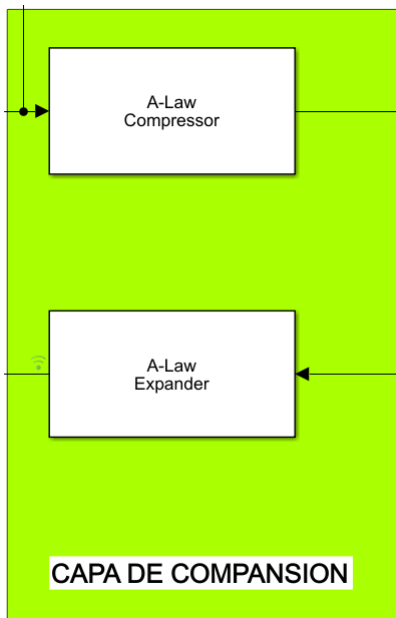 A-Law
Compressor
A-Law
Expander
CAPA DE COMPANSION